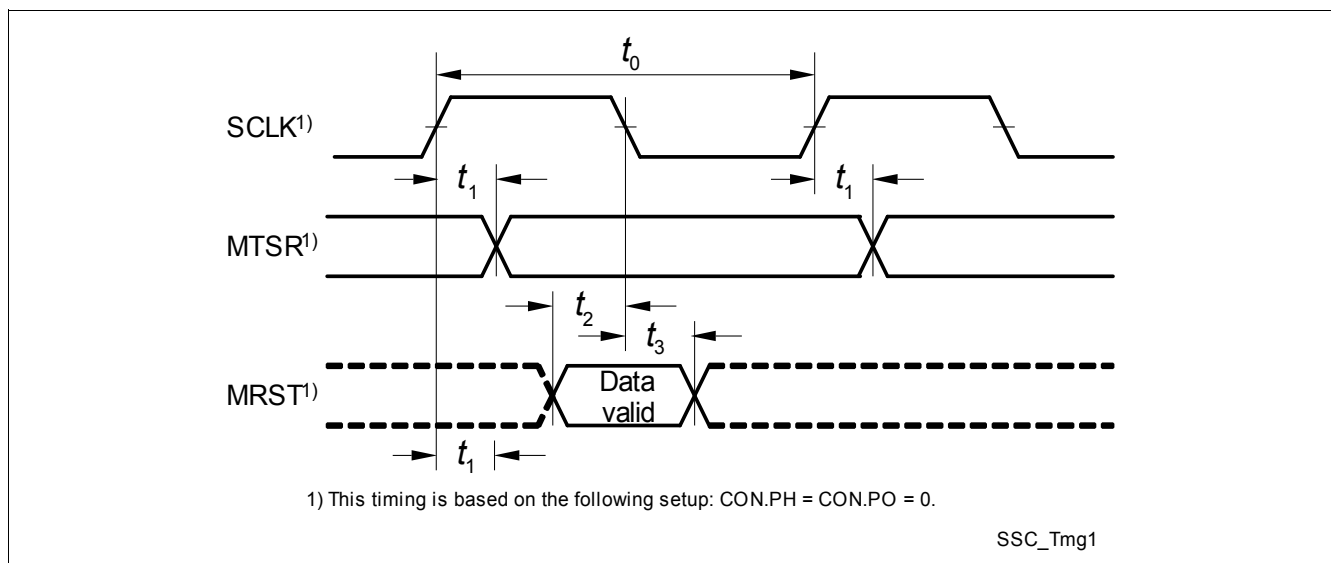 t0
SCLK1)
t1
t1
MTSR1)
t2
t3
MRST1)
Data
valid
t1
1) This timing is based on the following setup: CON.PH = CON.PO = 0.
SSC_Tmg1